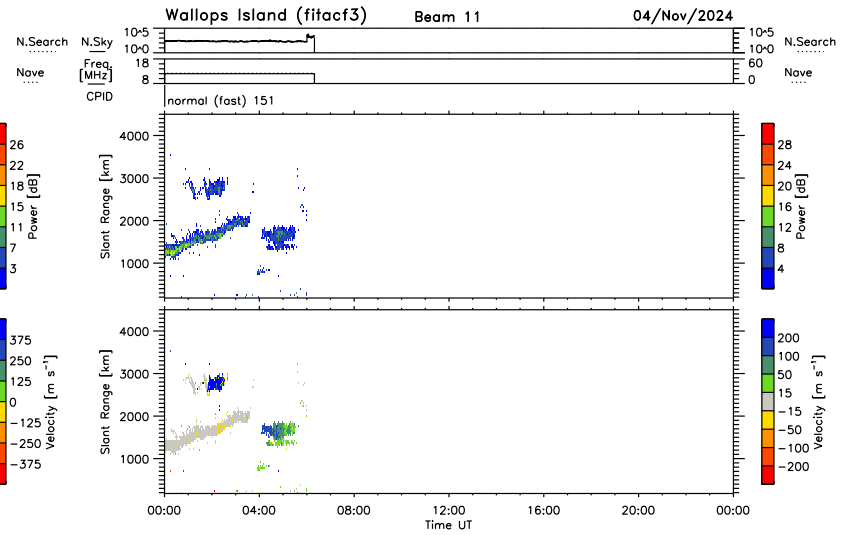 Wallops Island (fitacf3) Beam 11 04/Nov/2024
N.Search N.Sky 10^5 10^0 10^5 10^0 N.Search
Nave Freq. [MHz] 18 8 60 0 Nave
CPID normal (fast) 151
Power [dB] 26 22 18 15 11 7 3
Slant Range [km] 4000 3000 2000 1000
Power [dB] 28 24 20 16 12 8 4
Velocity [m s⁻¹] 375 250 125 0 −125 −250 −375
Slant Range [km] 4000 3000 2000 1000
Velocity [m s⁻¹] 200 100 50 15 −15 −50 −100 −200
00:00 04:00 08:00 12:00 16:00 20:00 00:00
Time UT